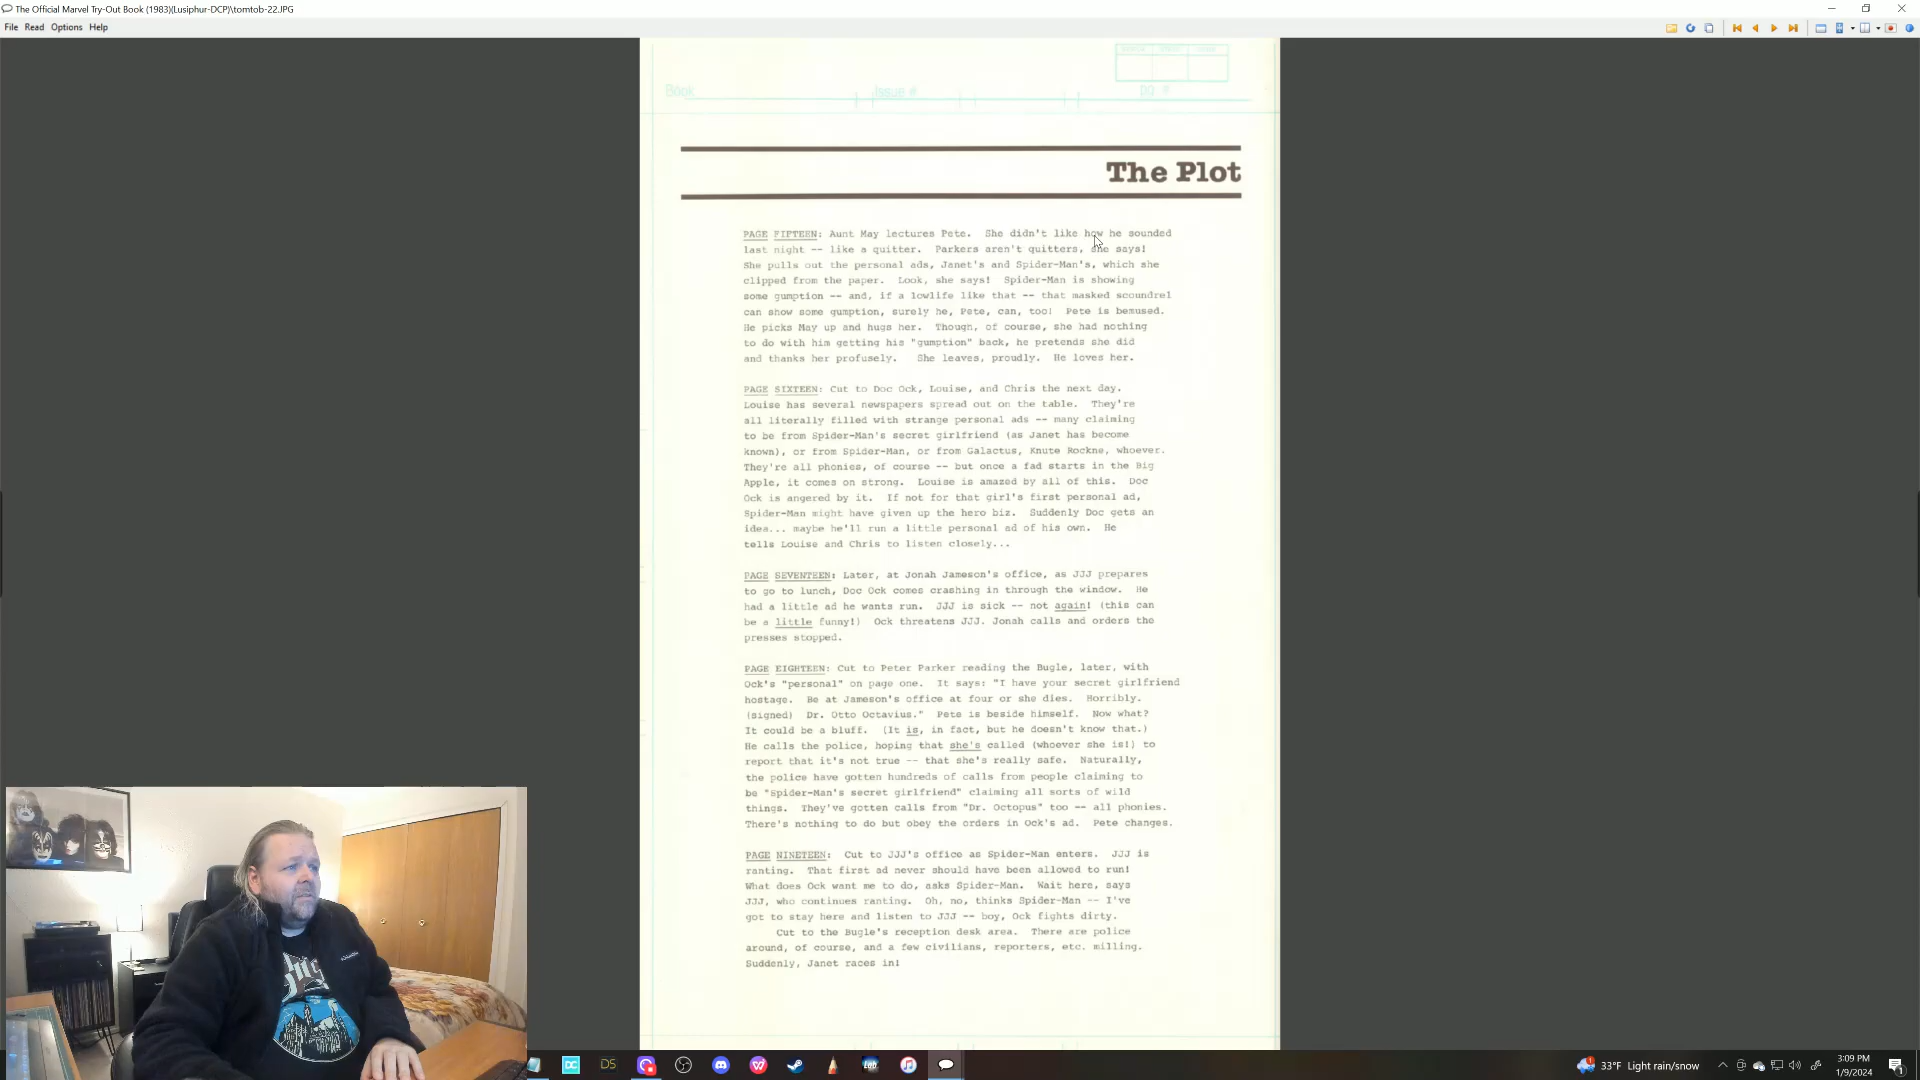 The Official Marvel Try-Out Book (1983)(Lusiphur-DCP)\tomtob-22.JPG
File Read Options Help
Book Issue # pg #
The Plot
PAGE FIFTEEN: Aunt May lectures Pete. She didn't like how he sounded
last night -- like a quitter. Parkers aren't quitters, she says!
She pulls out the personal ads, Janet's and Spider-Man's, which she
clipped from the paper. Look, she says! Spider-Man is showing
some gumption -- and, if a lowlife like that -- that masked scoundrel
can show some gumption, surely he, Pete, can, too! Pete is bemused.
He picks May up and hugs her. Though, of course, she had nothing
to do with him getting his "gumption" back, he pretends she did
and thanks her profusely. She leaves, proudly. He loves her.
PAGE SIXTEEN: Cut to Doc Ock, Louise, and Chris the next day.
Louise has several newspapers spread out on the table. They're
all literally filled with strange personal ads -- many claiming
to be from Spider-Man's secret girlfriend (as Janet has become
known), or from Spider-Man, or from Galactus, Knute Rockne, whoever.
They're all phonies, of course -- but once a fad starts in the Big
Apple, it comes on strong. Louise is amazed by all of this. Doc
Ock is angered by it. If not for that girl's first personal ad,
Spider-Man might have given up the hero biz. Suddenly Doc gets an
idea... maybe he'll run a little personal ad of his own. He
tells Louise and Chris to listen closely...
PAGE SEVENTEEN: Later, at Jonah Jameson's office, as JJJ prepares
to go to lunch, Doc Ock comes crashing in through the window. He
had a little ad he wants run. JJJ is sick -- not again! (this can
be a little funny!) Ock threatens JJJ. Jonah calls and orders the
presses stopped.
PAGE EIGHTEEN: Cut to Peter Parker reading the Bugle, later, with
Ock's "personal" on page one. It says: "I have your secret girlfriend
hostage. Be at Jameson's office at four or she dies. Horribly.
(signed) Dr. Otto Octavius." Pete is beside himself. Now what?
It could be a bluff. (It is, in fact, but he doesn't know that.)
He calls the police, hoping that she's called (whoever she is!) to
report that it's not true -- that she's really safe. Naturally,
the police have gotten hundreds of calls from people claiming to
be "Spider-Man's secret girlfriend" claiming all sorts of wild
things. They've gotten calls from "Dr. Octopus" too -- all phonies.
There's nothing to do but obey the orders in Ock's ad. Pete changes.
PAGE NINETEEN: Cut to JJJ's office as Spider-Man enters. JJJ is
ranting. That first ad never should have been allowed to run!
What does Ock want me to do, asks Spider-Man. Wait here, says
JJJ, who continues ranting. Oh, no, thinks Spider-Man -- I've
got to stay here and listen to JJJ -- boy, Ock fights dirty.
Cut to the Bugle's reception desk area. There are police
around, of course, and a few civilians, reporters, etc. milling.
Suddenly, Janet races in!
DC DS Lab
33°F Light rain/snow
3:09 PM
1/9/2024